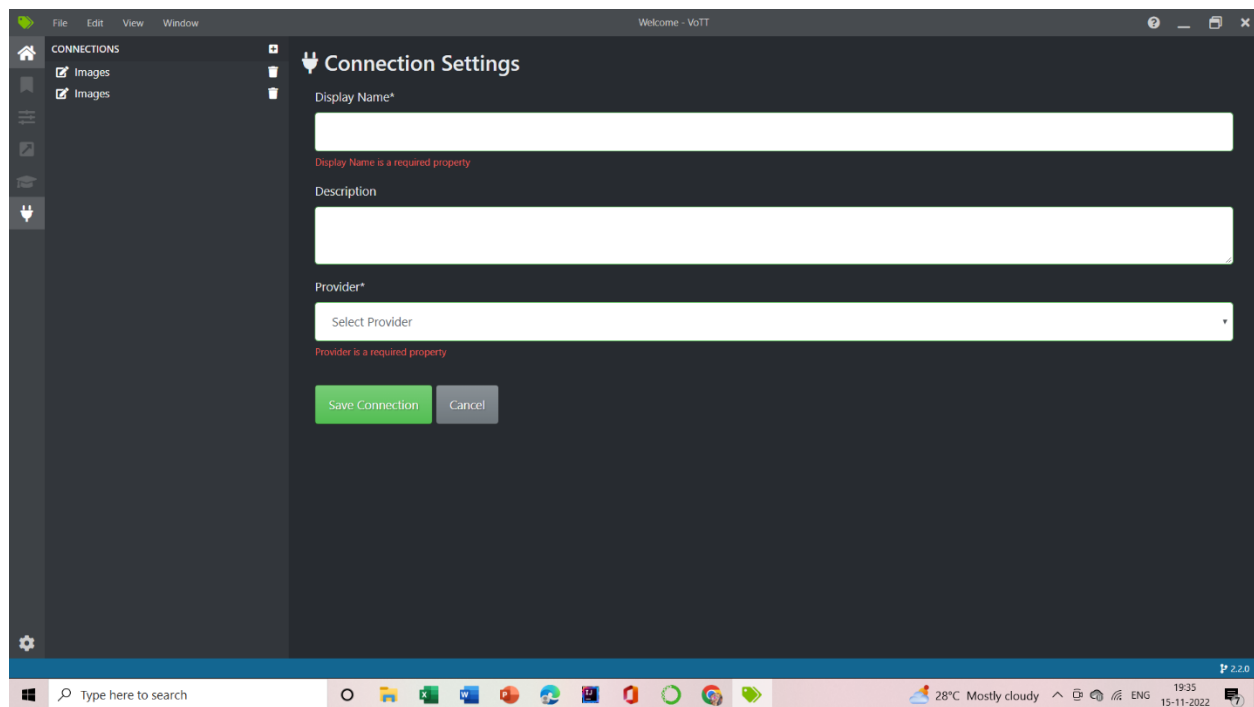 File Edit View Window Welcome - VoTT
CONNECTIONS
Images
Images
Connection Settings
Display Name*
Display Name is a required property
Description
Provider*
Select Provider
Provider is a required property
Save Connection Cancel
2.2.0
Type here to search 28°C Mostly cloudy ENG 19:35
15-11-2022
7